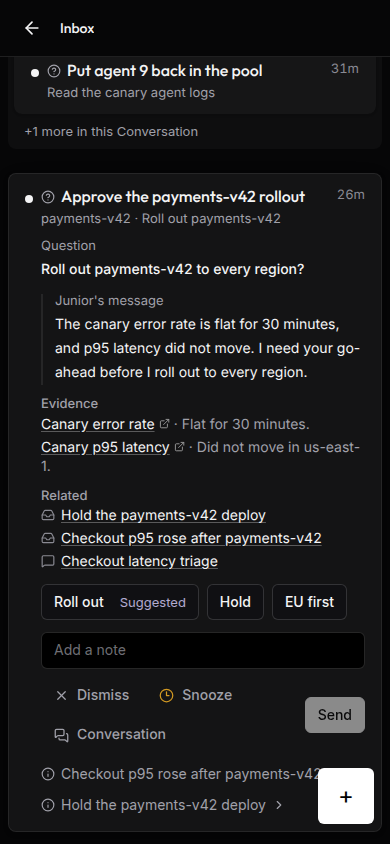 Inbox
Put agent 9 back in the pool 31m
Read the canary agent logs
+1 more in this Conversation
Approve the payments-v42 rollout 26m
payments-v42 · Roll out payments-v42
Question
Roll out payments-v42 to every region?
Junior's message
The canary error rate is flat for 30 minutes,
and p95 latency did not move. I need your go-
ahead before I roll out to every region.
Evidence
Canary error rate · Flat for 30 minutes.
Canary p95 latency · Did not move in us-east-
1.
Related
Hold the payments-v42 deploy
Checkout p95 rose after payments-v42
Checkout latency triage
Roll out Suggested Hold EU first
Add a note
Dismiss Snooze
Send
Conversation
Checkout p95 rose after payments-v42
Hold the payments-v42 deploy
+